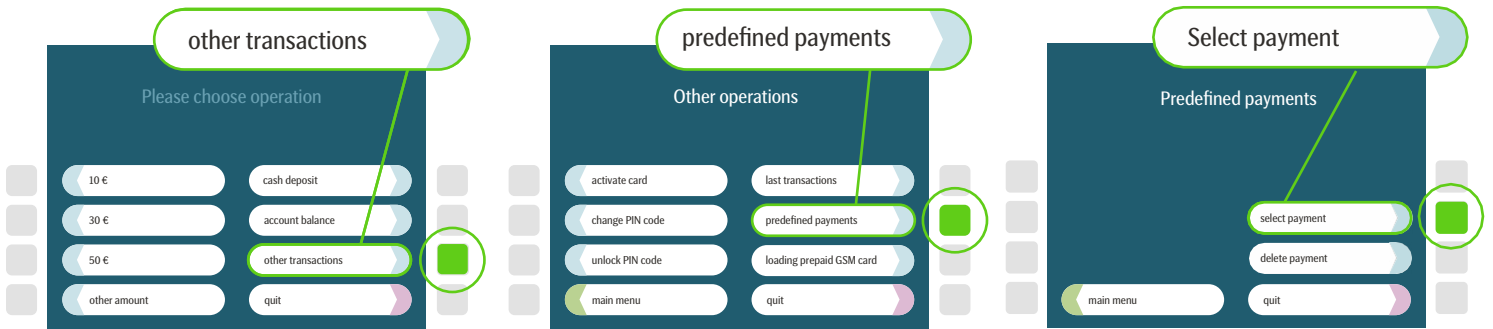 other transactions
Please choose operation
10 €
cash deposit
30 €
account balance
50 €
other transactions
other amount
quit
predefined payments
Other operations
activate card
last transactions
change PIN code
predefined payments
unlock PIN code
loading prepaid GSM card
main menu
quit
Select payment
Predefined payments
select payment
delete payment
main menu
quit